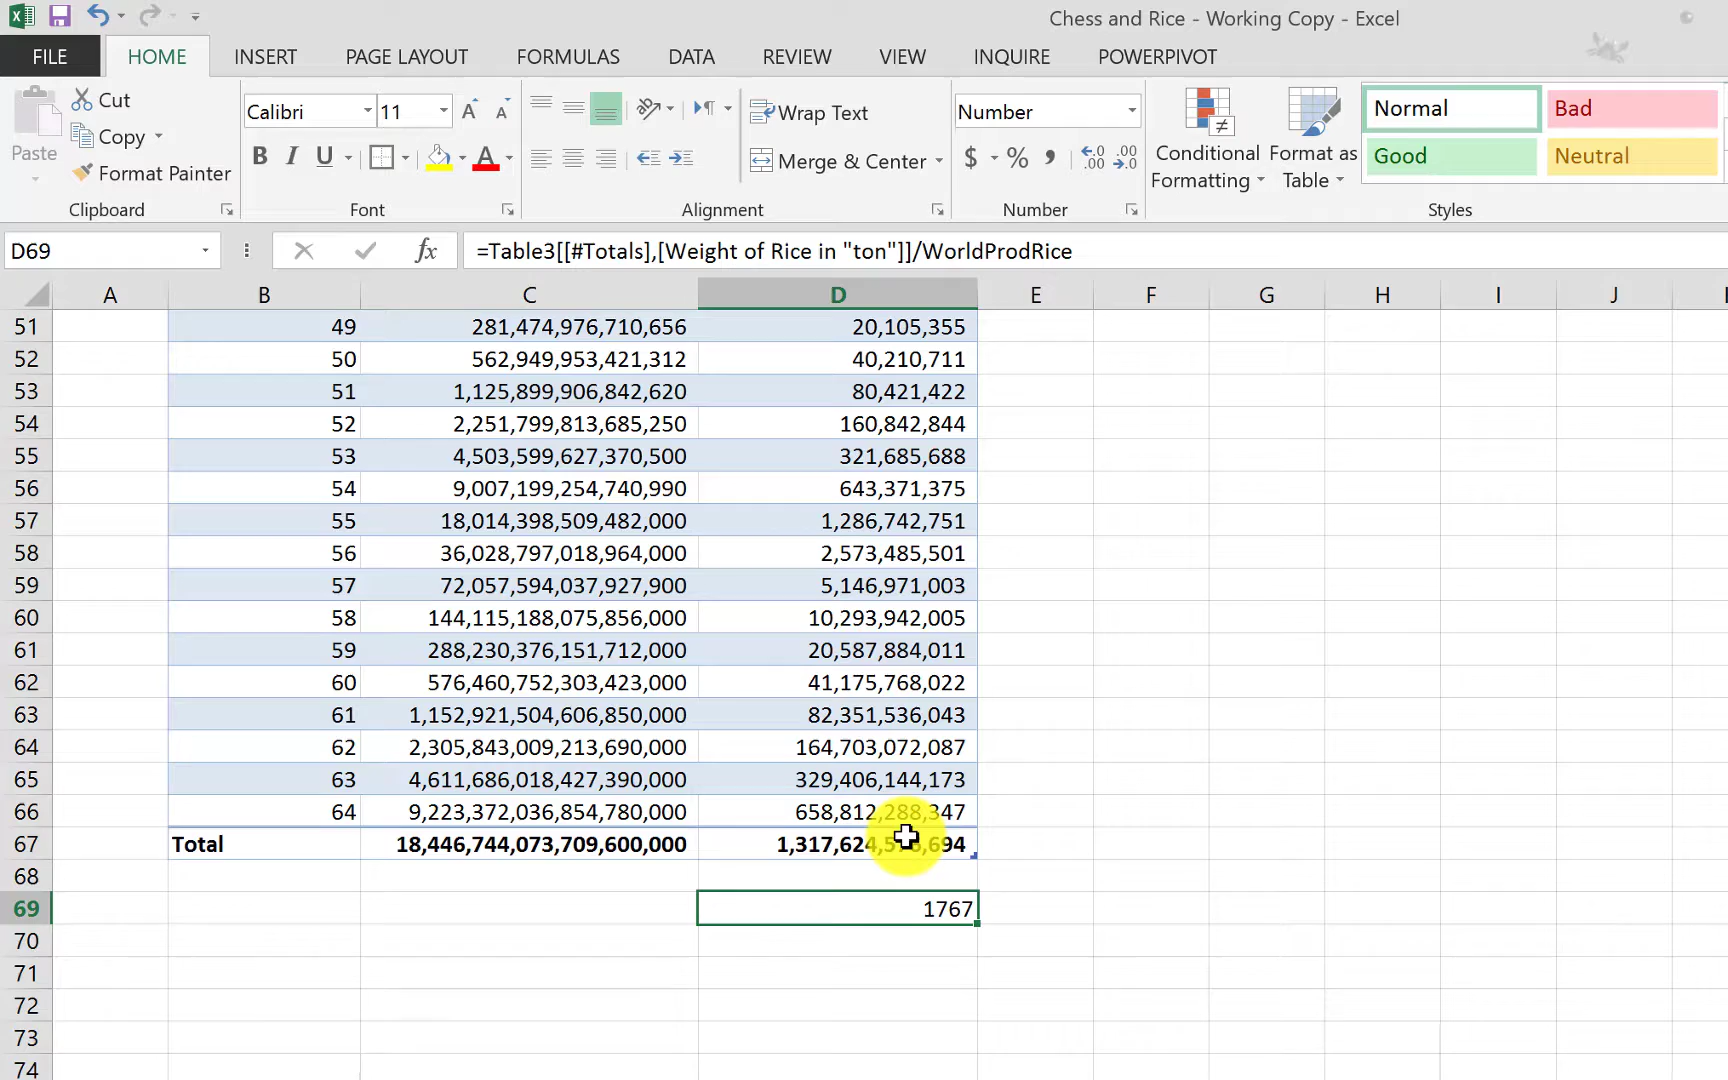 Chess and Rice - Working Copy - Excel
FILE HOME INSERT PAGE LAYOUT FORMULAS DATA REVIEW VIEW INQUIRE POWERPIVOT
Paste
Cut
Copy
Format Painter
Clipboard
Calibri 11
B I U A
Font
Wrap Text
Merge & Center
Alignment
Number
$ % , .00
Number
Conditional Formatting
Format as Table
Normal Bad
Good Neutral
Styles
D69 fx =Table3[[#Totals],[Weight of Rice in "ton"]]/WorldProdRice
A B C D E F G H I J
51 49 281,474,976,710,656 20,105,355
52 50 562,949,953,421,312 40,210,711
53 51 1,125,899,906,842,620 80,421,422
54 52 2,251,799,813,685,250 160,842,844
55 53 4,503,599,627,370,500 321,685,688
56 54 9,007,199,254,740,990 643,371,375
57 55 18,014,398,509,482,000 1,286,742,751
58 56 36,028,797,018,964,000 2,573,485,501
59 57 72,057,594,037,927,900 5,146,971,003
60 58 144,115,188,075,856,000 10,293,942,005
61 59 288,230,376,151,712,000 20,587,884,011
62 60 576,460,752,303,423,000 41,175,768,022
63 61 1,152,921,504,606,850,000 82,351,536,043
64 62 2,305,843,009,213,690,000 164,703,072,087
65 63 4,611,686,018,427,390,000 329,406,144,173
66 64 9,223,372,036,854,780,000 658,812,288,347
67 Total 18,446,744,073,709,600,000
68
69 1767
70
71
72
73
74